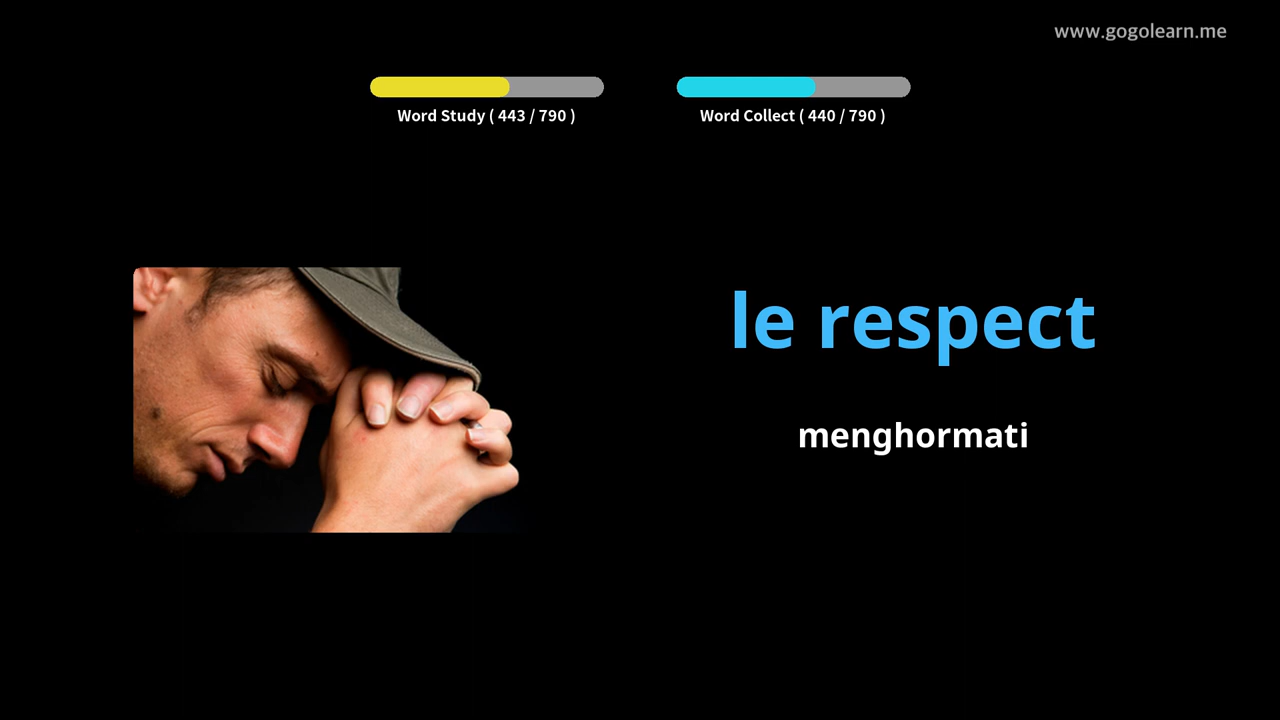 www.gogolearn.me
Word Study ( 443 / 790 )
Word Collect ( 440 / 790 )
le respect
menghormati